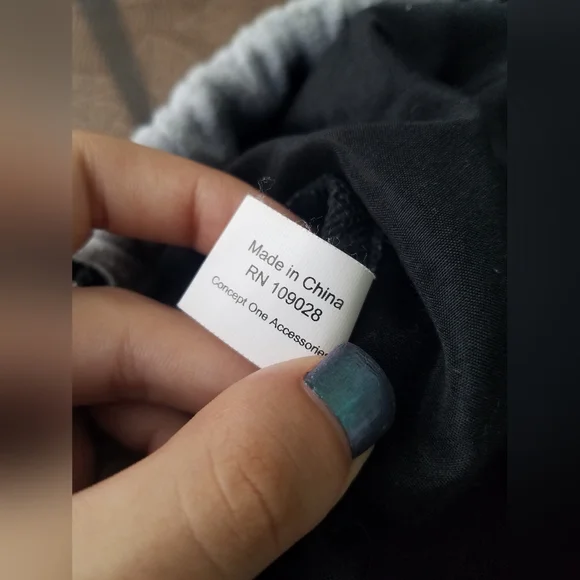 Made in China
RN 109028
Concept One Accessories